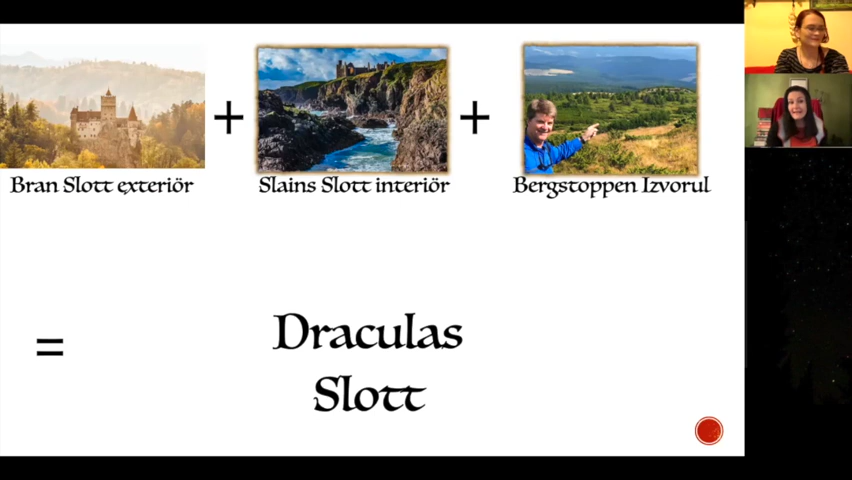 Bran Slott exteriör
Slains Slott interiör
Bergstoppen Izvorul
+ +
= Draculas
Slott